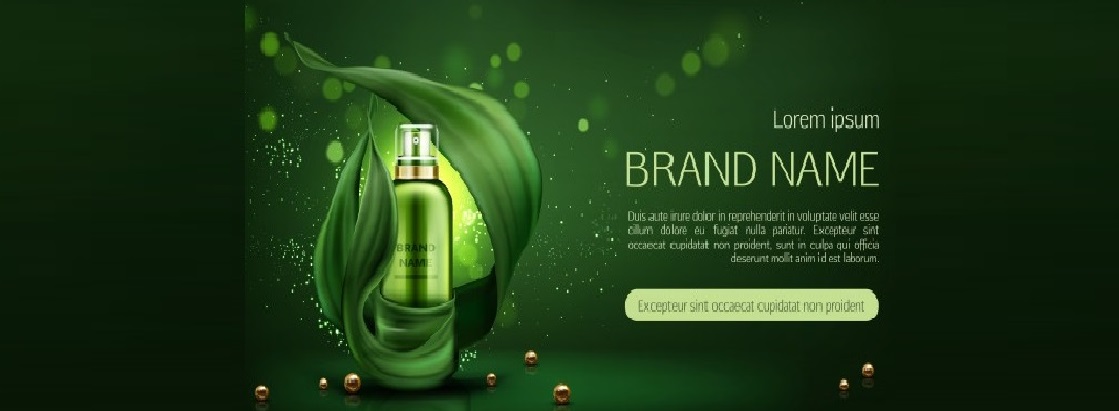 Lorem ipsum
BRAND NAME
Duis aute irure dolor in reprehenderit in voluptate velit esse
cillum dolore eu fugiat nulla pariatur. Excepteur sint
occaecat cupidatat non proident, sunt in culpa qui officia
deserunt mollit anim id est laborum.
Excepteur sint occaecat cupidatat non proident
BRAND
NAME